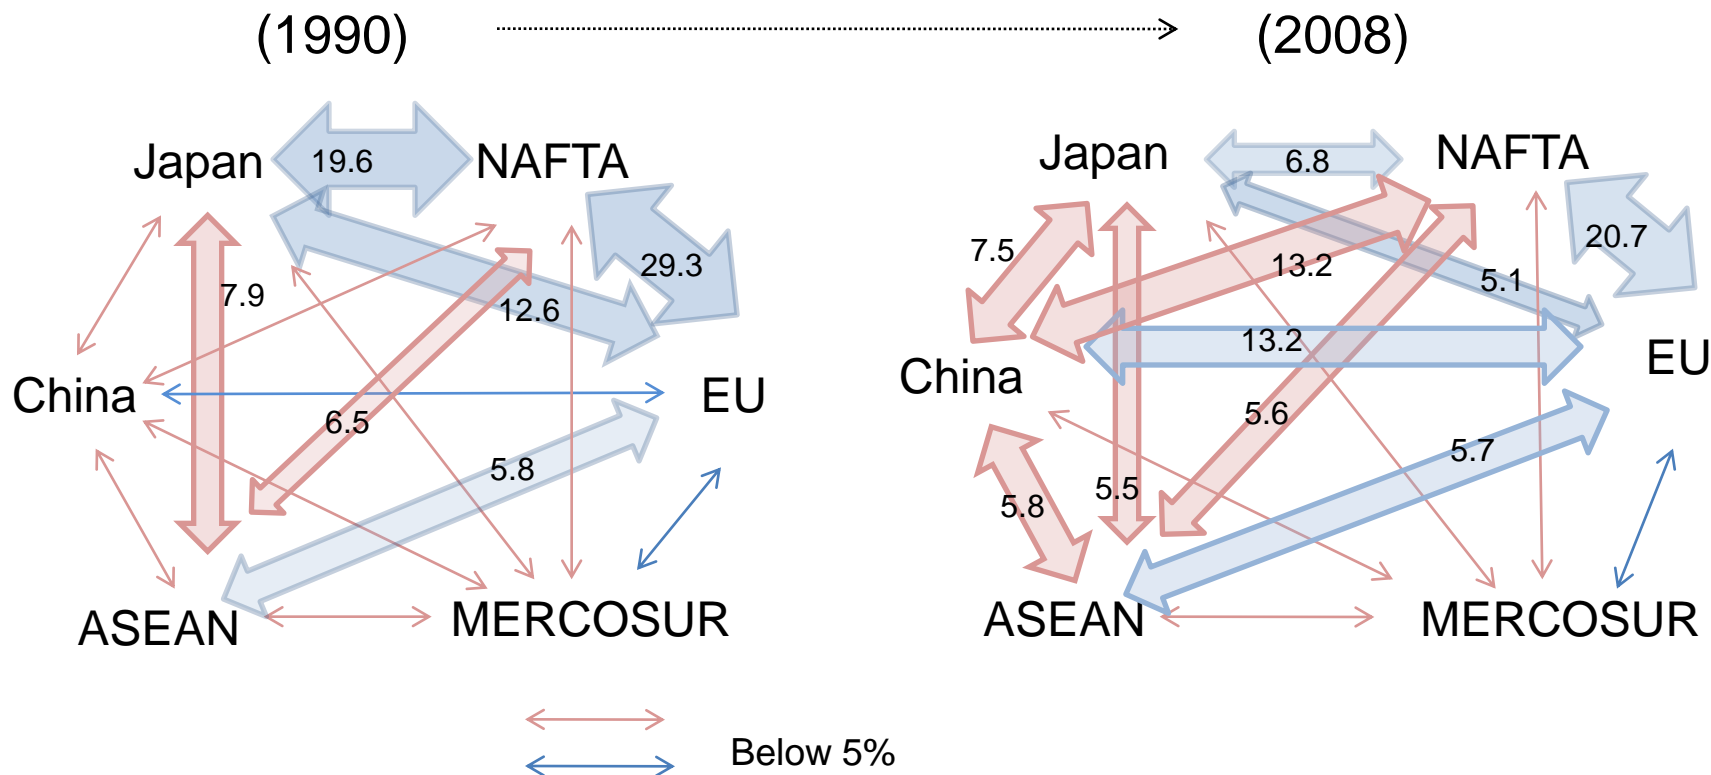 (1990)
(2008)
Japan
19.6
NAFTA
7.9
12.6
29.3
China
6.5
5.8
EU
ASEAN
MERCOSUR
Japan
6.8
NAFTA
7.5
13.2
5.1
20.7
13.2
China
EU
5.6
5.7
5.8
5.5
ASEAN
MERCOSUR
Below 5%